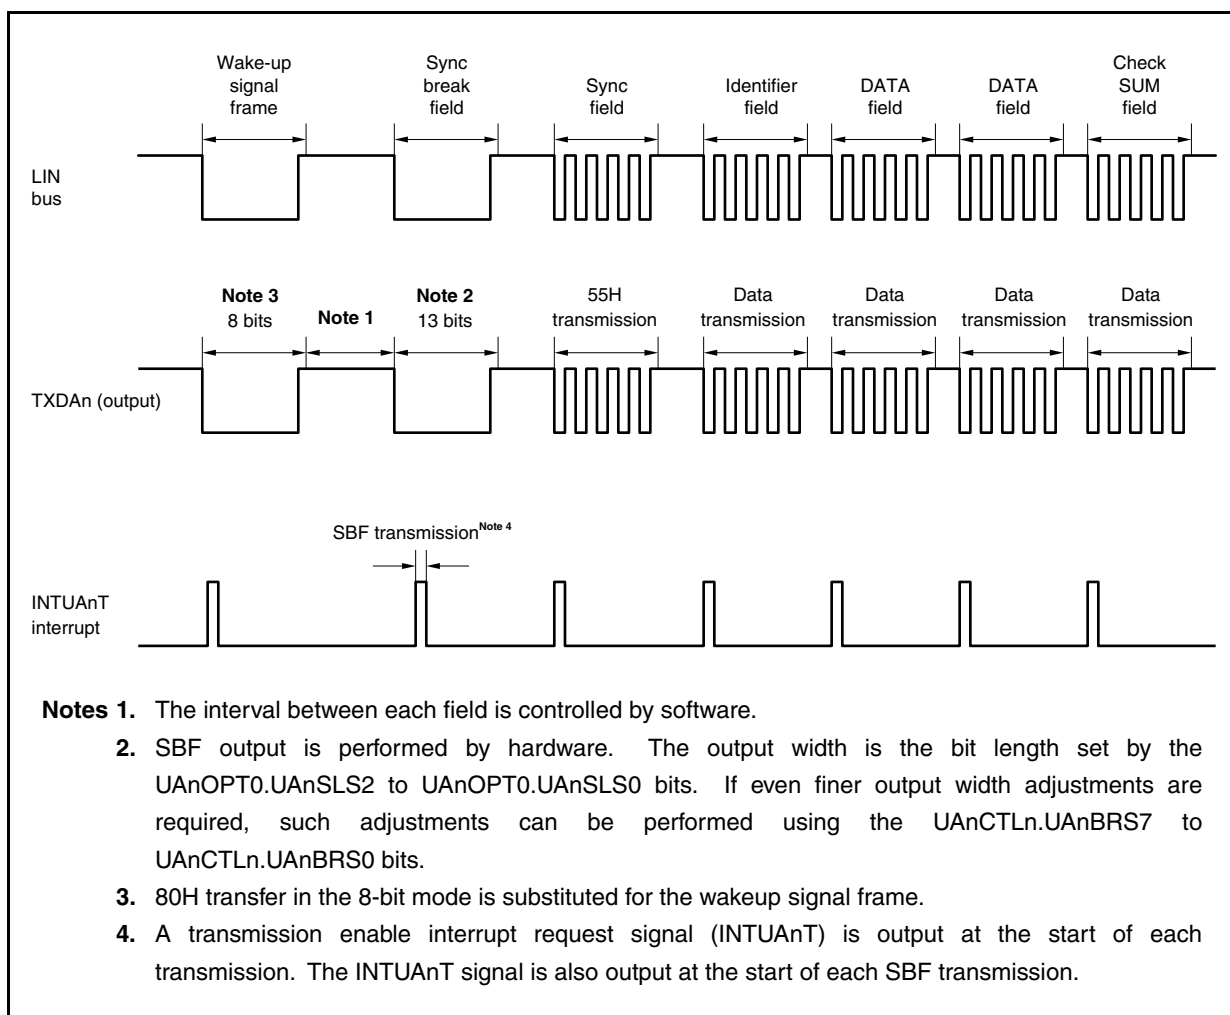 Wake-up
signal
frame
Sync
break
field
Sync
field
Identifier
field
DATA
field
DATA
field
Check
SUM
field
LIN
bus
Note 3
8 bits
Note 1
Note 2
13 bits
55H
transmission
Data
transmission
Data
transmission
Data
transmission
Data
transmission
TXDAn (output)
SBF transmission Note 4
INTUAnT
interrupt
Notes 1. The interval between each field is controlled by software.
2. SBF output is performed by hardware. The output width is the bit length set by the
UAnOPT0.UAnSLS2 to UAnOPT0.UAnSLS0 bits. If even finer output width adjustments are
required, such adjustments can be performed using the UAnCTLn.UAnBRS7 to
UAnCTLn.UAnBRS0 bits.
3. 80H transfer in the 8-bit mode is substituted for the wakeup signal frame.
4. A transmission enable interrupt request signal (INTUAnT) is output at the start of each
transmission. The INTUAnT signal is also output at the start of each SBF transmission.